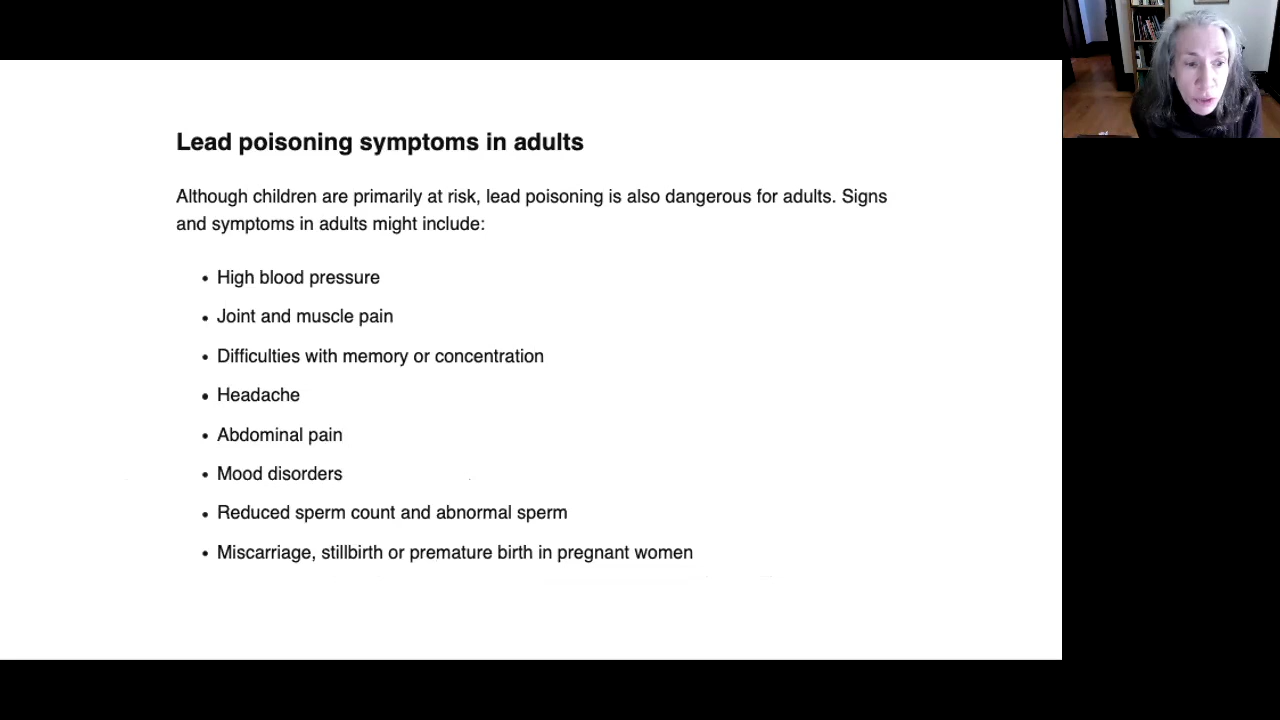 Lead poisoning symptoms in adults
Although children are primarily at risk, lead poisoning is also dangerous for adults. Signs
and symptoms in adults might include:
• High blood pressure
• Joint and muscle pain
• Difficulties with memory or concentration
• Headache
• Abdominal pain
• Mood disorders
• Reduced sperm count and abnormal sperm
• Miscarriage, stillbirth or premature birth in pregnant women